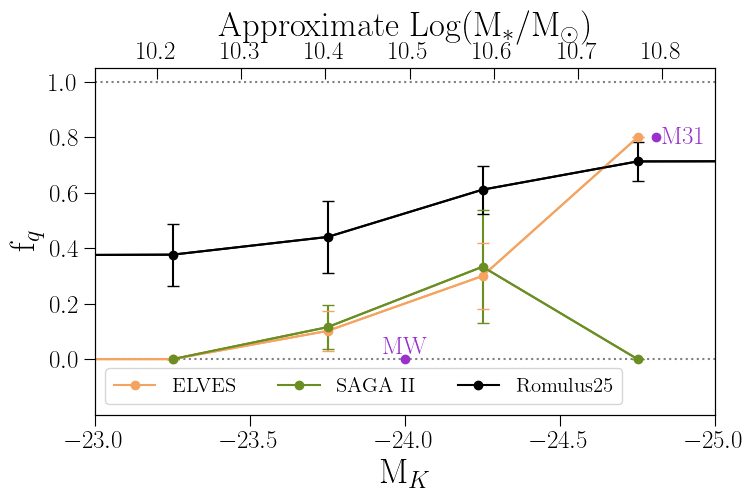 Approximate Log(M*/M☉)
10.2 10.3 10.4 10.5 10.6 10.7 10.8
1.0
0.8
0.6
0.4
0.2
0.0
f_q
M31
MW
ELVES SAGA II Romulus25
−23.0 −23.5 −24.0 −24.5 −25.0
M_K